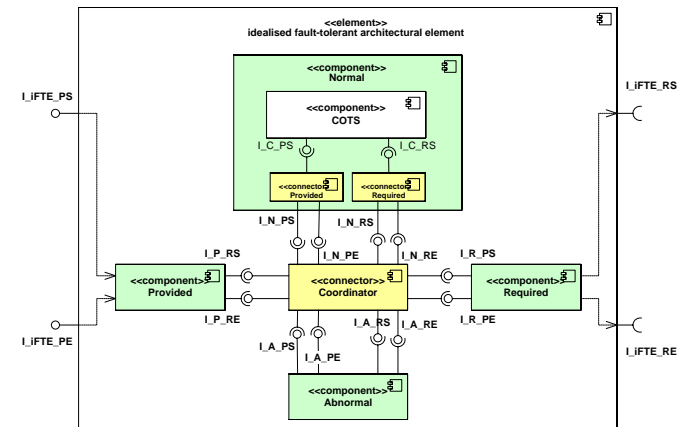 <<element>>
idealised fault-tolerant architectural element
<<component>>
Normal
I_iFTE_PS
I_iFTE_RS
<<component>>
COTS
I_C_PS
I_C_RS
<<connector
Provided
<<connector
Required
I_N_PS
I_N_RS
I_P_RS
I_N_PE
I_N_RE
I_R_PS
<<component>>
Provided
<<connector>>
Coordinator
<<component>>
Required
I_P_RE
I_A_RS
I_A_RE
I_R_PE
I_iFTE_PE
I_A_PS
I_A_PE
I_iFTE_RE
<<component>>
Abnormal